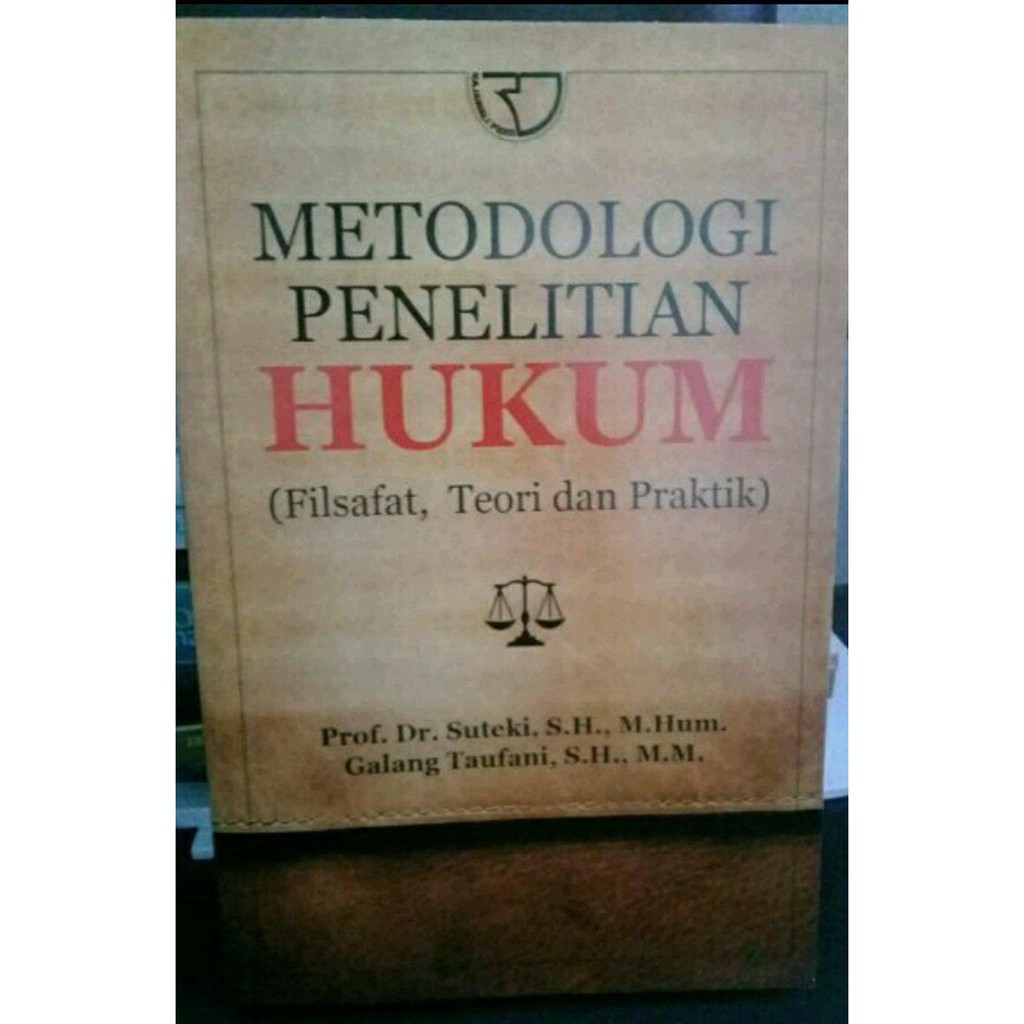 METODOLOGI
PENELITIAN
HUKUM
(Filsafat, Teori dan Praktik)
Prof. Dr. Suteki, S.H., M.Hum.
Galang Taufani, S.H., M.M.